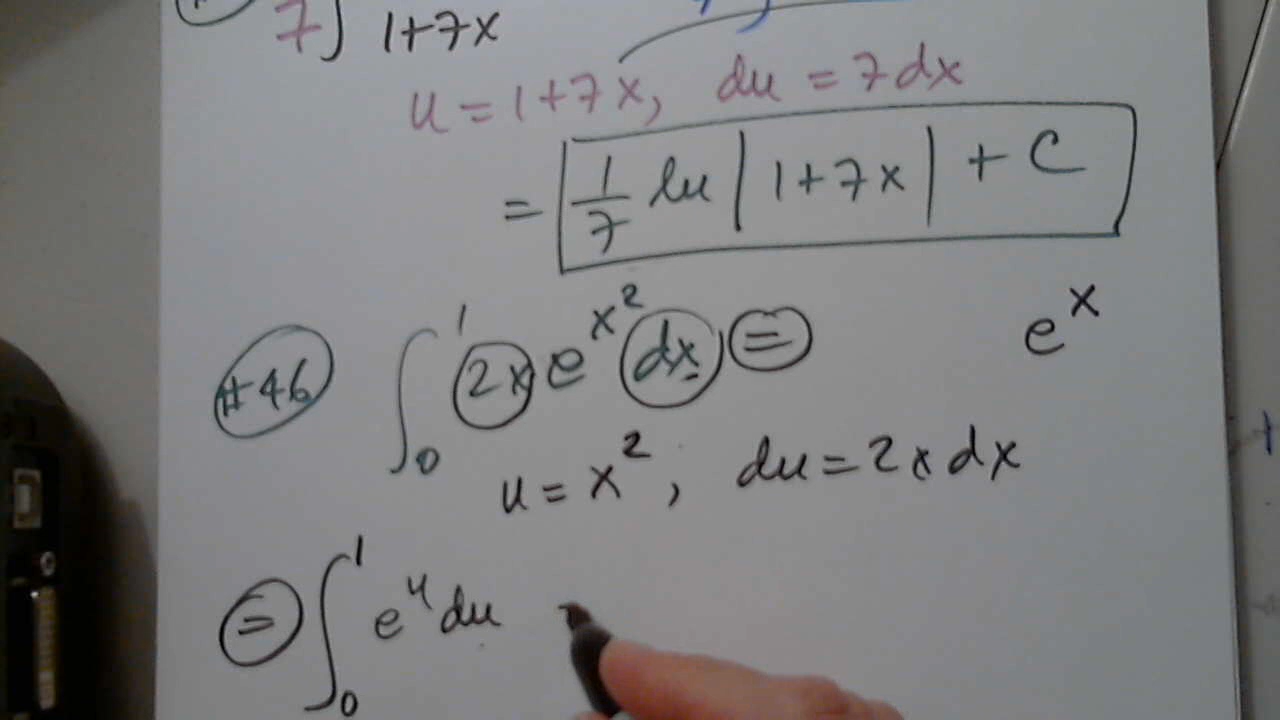 7∫ 1+7x
u = 1+7x, du = 7dx
= 1/7 ln |1+7x| + C
#46 ∫₀¹ 2x e^x² dx = e^x
u = x², du = 2x dx
= ∫₀¹ e^u du